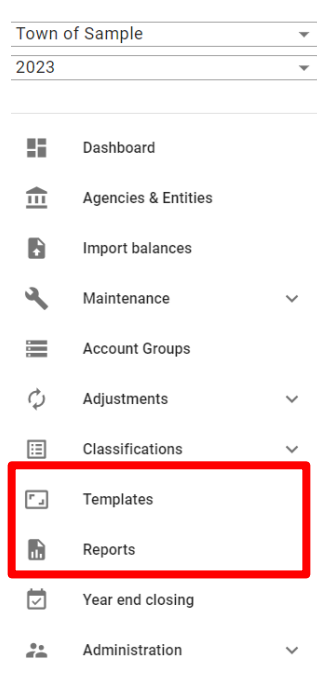 Town of Sample
2023
Dashboard
Agencies & Entities
Import balances
Maintenance
Account Groups
Adjustments
Classifications
Templates
Reports
Year end closing
Administration